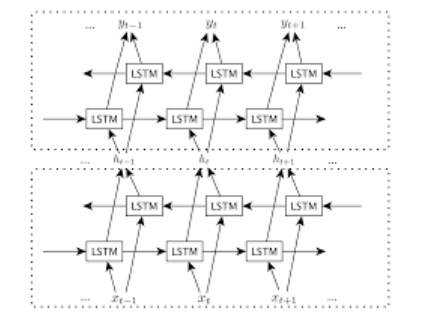 ... y_{t-1} y_t y_{t+1} ...
LSTM LSTM LSTM
LSTM LSTM LSTM
... h_{t-1} h_t h_{t+1} ...
LSTM LSTM LSTM
LSTM LSTM LSTM
... x_{t-1} x_t x_{t+1} ...